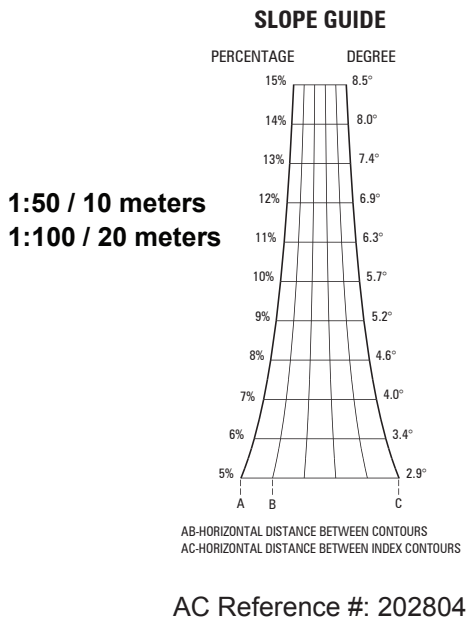 SLOPE GUIDE
PERCENTAGE DEGREE
15% 8.5°
14% 8.0°
13% 7.4°
1:50 / 10 meters
12% 6.9°
1:100 / 20 meters
11% 6.3°
10% 5.7°
9% 5.2°
8% 4.6°
7% 4.0°
6% 3.4°
5% 2.9°
A B C
AB-HORIZONTAL DISTANCE BETWEEN CONTOURS
AC-HORIZONTAL DISTANCE BETWEEN INDEX CONTOURS
AC Reference #: 202804